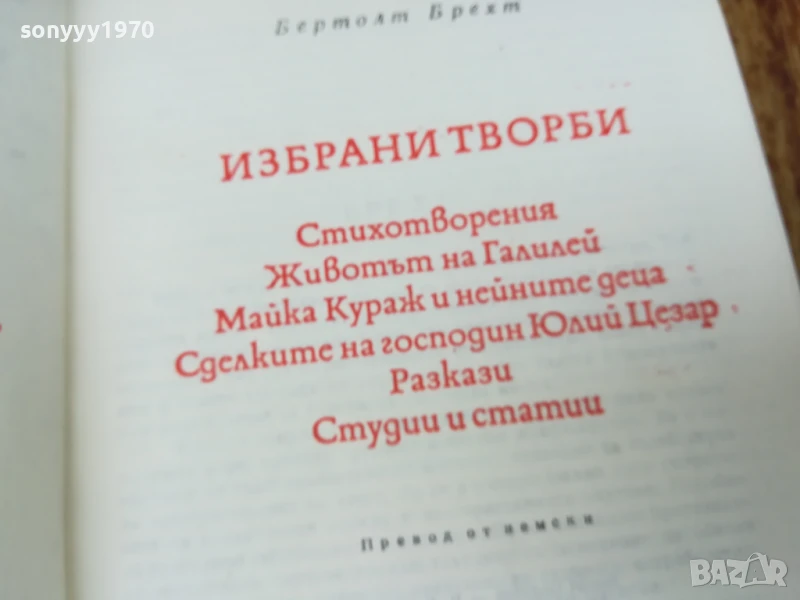 sonyyy1970
Бертолт Брехт
ИЗБРАНИ ТВОРБИ
Стихотворения
Животът на Галилей
Майка Кураж и нейните деца
Сделките на господин Юлий Цезар
Разкази
Студии и статии
Превод от немски
BAZAR